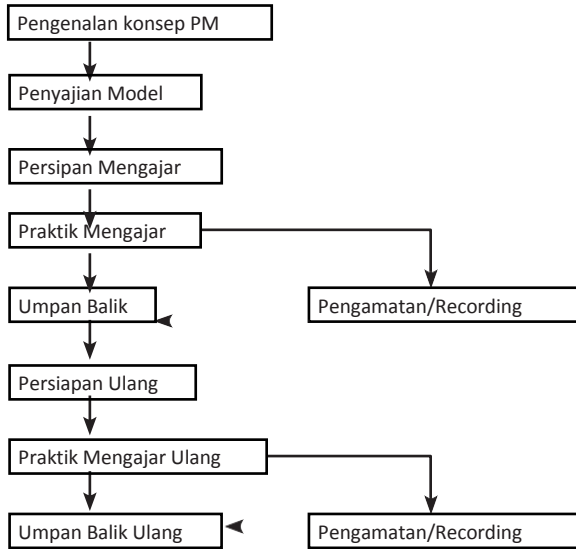 Pengenalan konsep PM
Penyajian Model
Persipan Mengajar
Praktik Mengajar
Umpan Balik
Pengamatan/Recording
Persiapan Ulang
Praktik Mengajar Ulang
Umpan Balik Ulang
Pengamatan/Recording